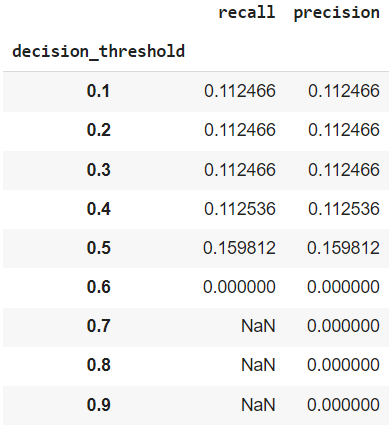 recall precision
decision_threshold
0.1 0.112466 0.112466
0.2 0.112466 0.112466
0.3 0.112466 0.112466
0.4 0.112536 0.112536
0.5 0.159812 0.159812
0.6 0.000000 0.000000
0.7 NaN 0.000000
0.8 NaN 0.000000
0.9 NaN 0.000000